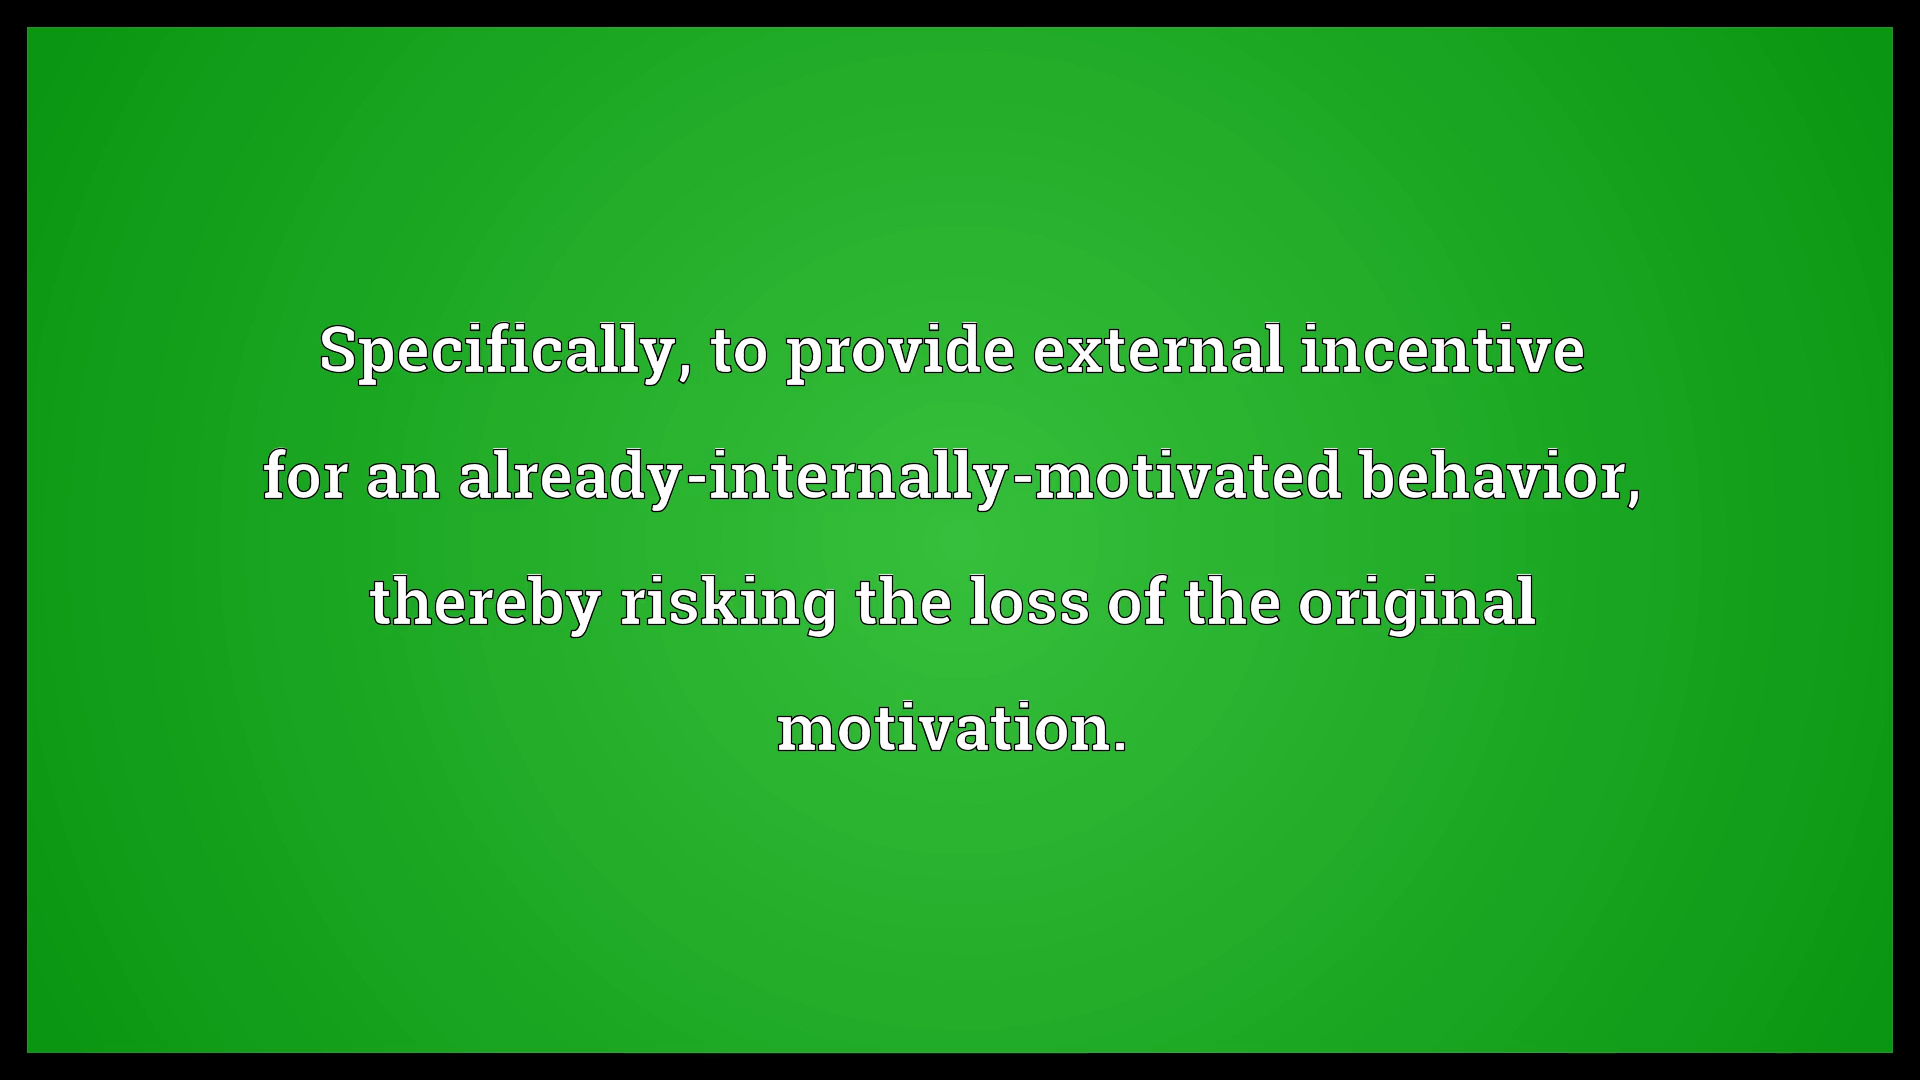 Specifically, to provide external incentive
for an already-internally-motivated behavior,
thereby risking the loss of the original
motivation.